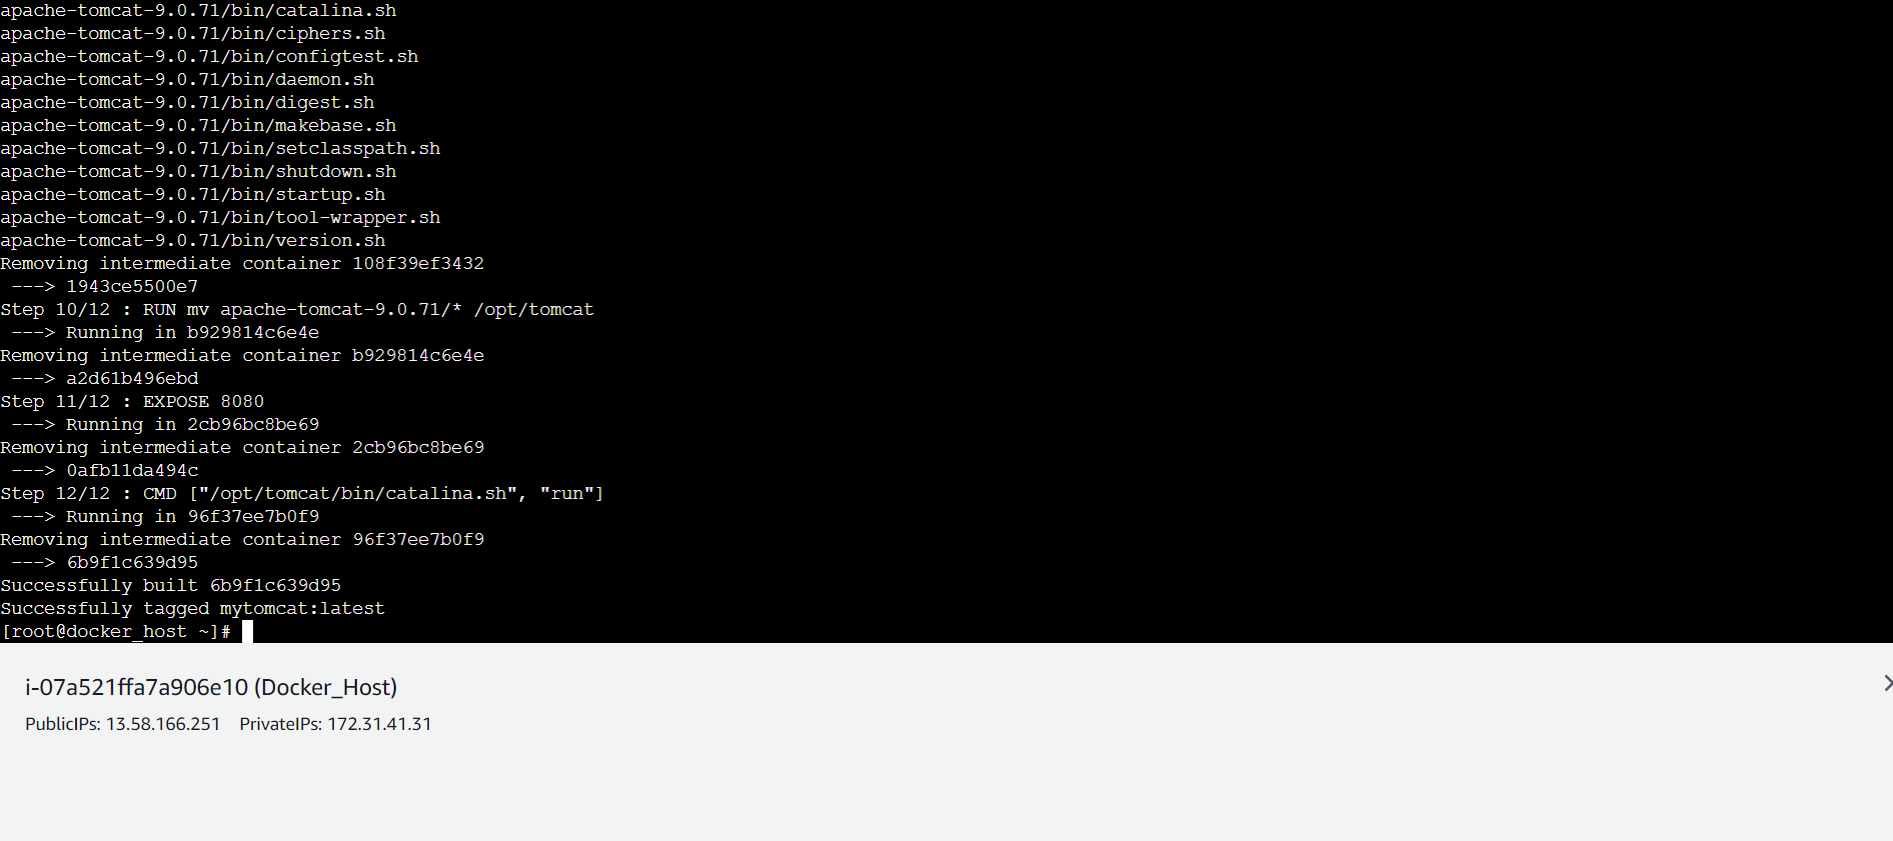 apache-tomcat-9.0.71/bin/catalina.sh
apache-tomcat-9.0.71/bin/ciphers.sh
apache-tomcat-9.0.71/bin/configtest.sh
apache-tomcat-9.0.71/bin/daemon.sh
apache-tomcat-9.0.71/bin/digest.sh
apache-tomcat-9.0.71/bin/makebase.sh
apache-tomcat-9.0.71/bin/setclasspath.sh
apache-tomcat-9.0.71/bin/shutdown.sh
apache-tomcat-9.0.71/bin/startup.sh
apache-tomcat-9.0.71/bin/tool-wrapper.sh
apache-tomcat-9.0.71/bin/version.sh
Removing intermediate container 108f39ef3432
 ---> 1943ce5500e7
Step 10/12 : RUN mv apache-tomcat-9.0.71/* /opt/tomcat
 ---> Running in b929814c6e4e
Removing intermediate container b929814c6e4e
 ---> a2d61b496ebd
Step 11/12 : EXPOSE 8080
 ---> Running in 2cb96bc8be69
Removing intermediate container 2cb96bc8be69
 ---> 0afb11da494c
Step 12/12 : CMD ["/opt/tomcat/bin/catalina.sh", "run"]
 ---> Running in 96f37ee7b0f9
Removing intermediate container 96f37ee7b0f9
 ---> 6b9f1c639d95
Successfully built 6b9f1c639d95
Successfully tagged mytomcat:latest
[root@docker_host ~]#
i-07a521ffa7a906e10 (Docker_Host)
PublicIPs: 13.58.166.251 PrivateIPs: 172.31.41.31